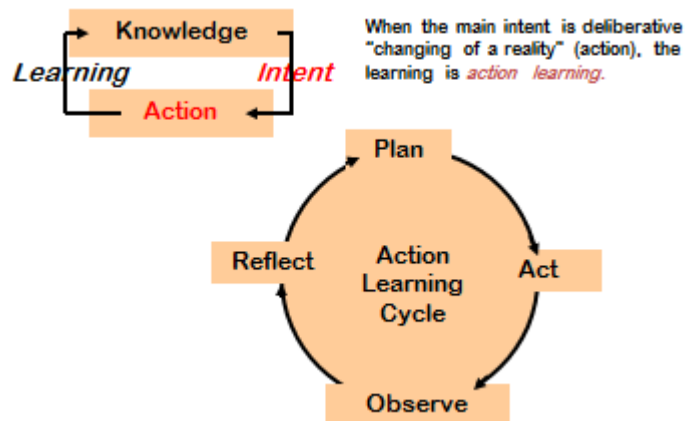 Knowledge
Learning
Intent
Action
When the main intent is deliberative
“changing of a reality” (action), the
learning is action learning.
Plan
Reflect
Action
Learning
Cycle
Act
Observe